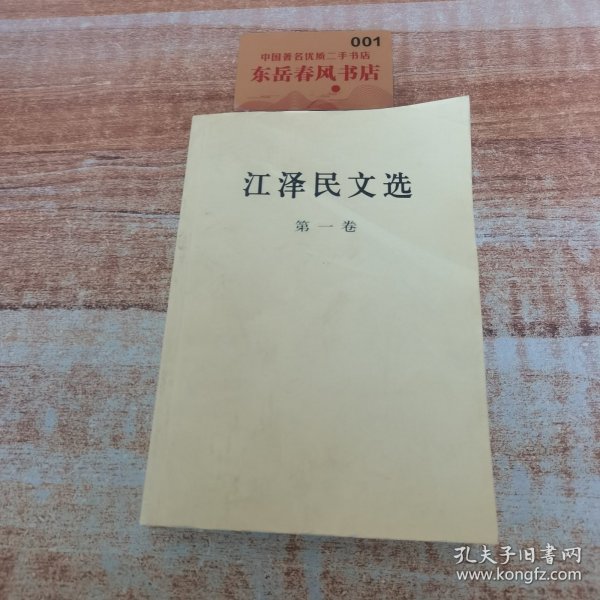 001
中国著名优质二手书店
东岳春风书店
江泽民文选
第一卷
孔夫子旧書网
www.kongfz.com